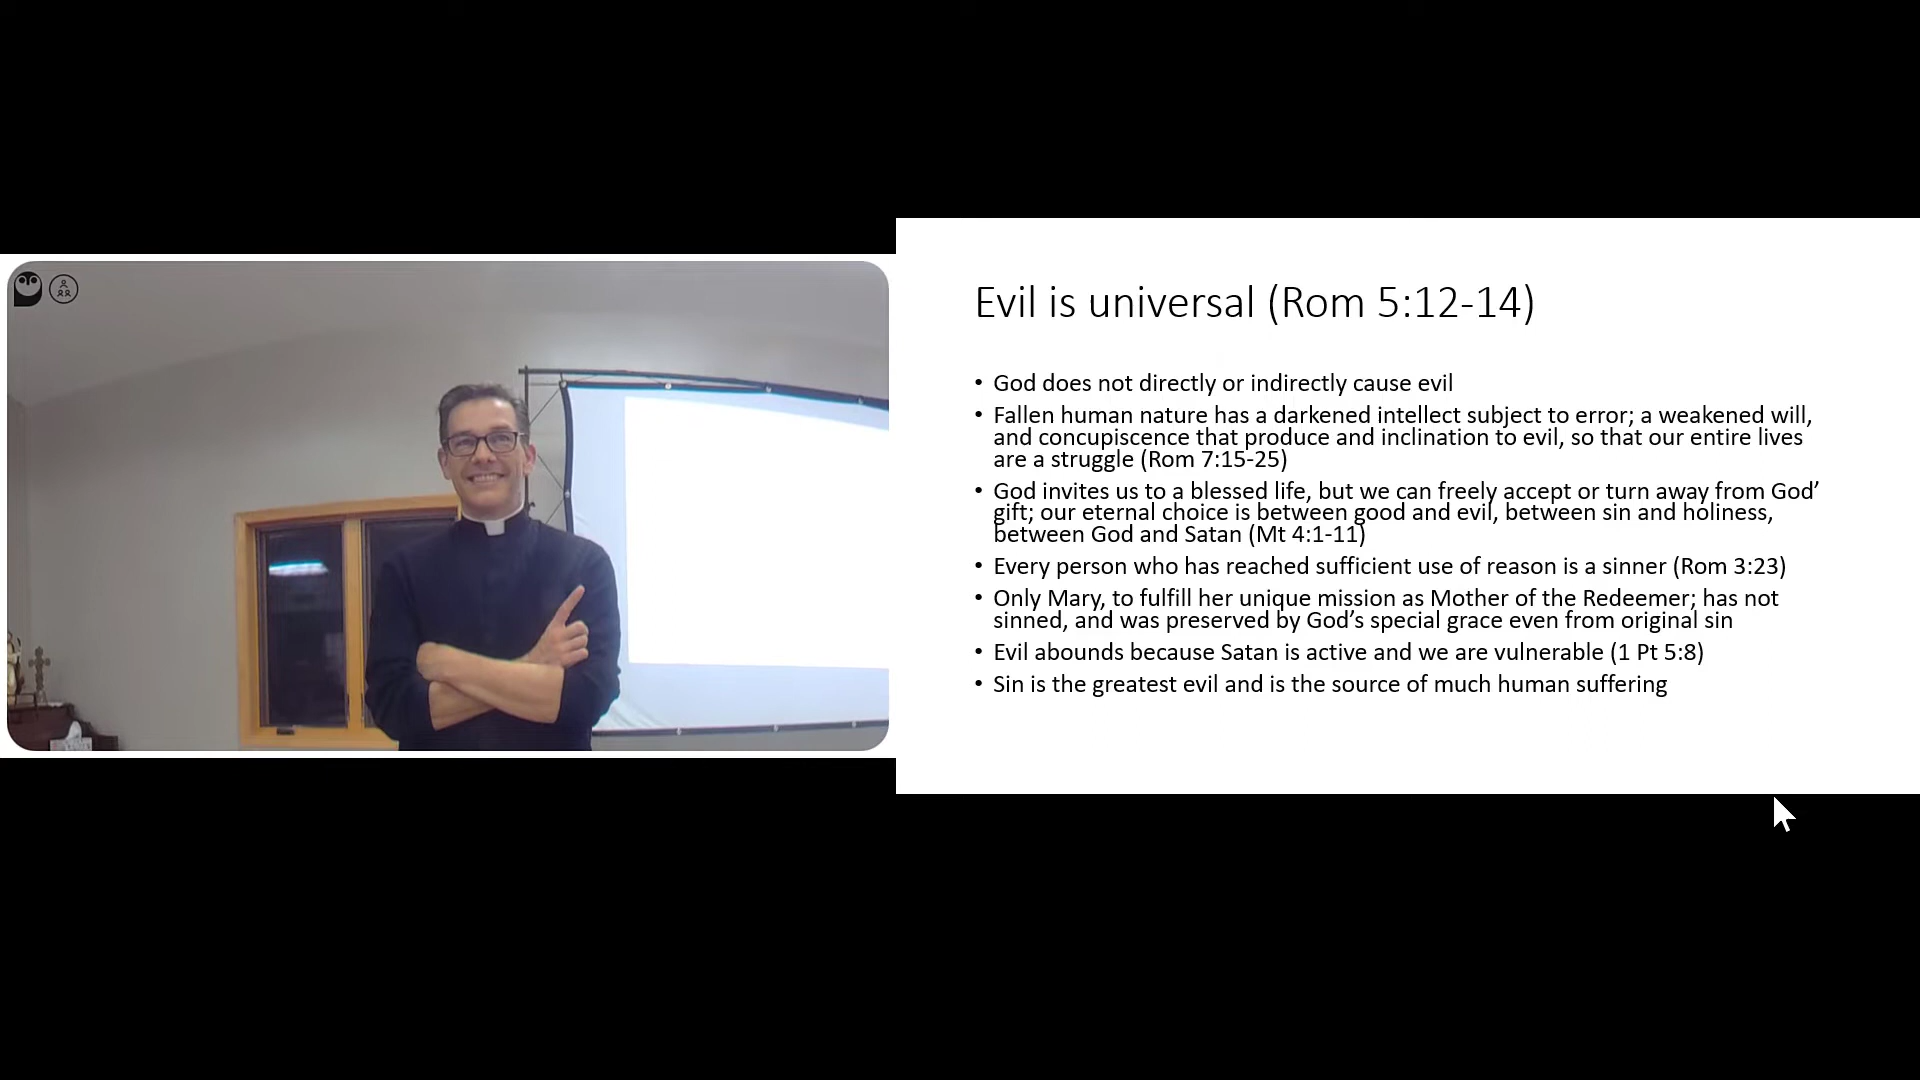 Evil is universal (Rom 5:12-14)
• God does not directly or indirectly cause evil
• Fallen human nature has a darkened intellect subject to error; a weakened will,
and concupiscence that produce and inclination to evil, so that our entire lives
are a struggle (Rom 7:15-25)
• God invites us to a blessed life, but we can freely accept or turn away from God’
gift; our eternal choice is between good and evil, between sin and holiness,
between God and Satan (Mt 4:1-11)
• Every person who has reached sufficient use of reason is a sinner (Rom 3:23)
• Only Mary, to fulfill her unique mission as Mother of the Redeemer; has not
sinned, and was preserved by God’s special grace even from original sin
• Evil abounds because Satan is active and we are vulnerable (1 Pt 5:8)
• Sin is the greatest evil and is the source of much human suffering